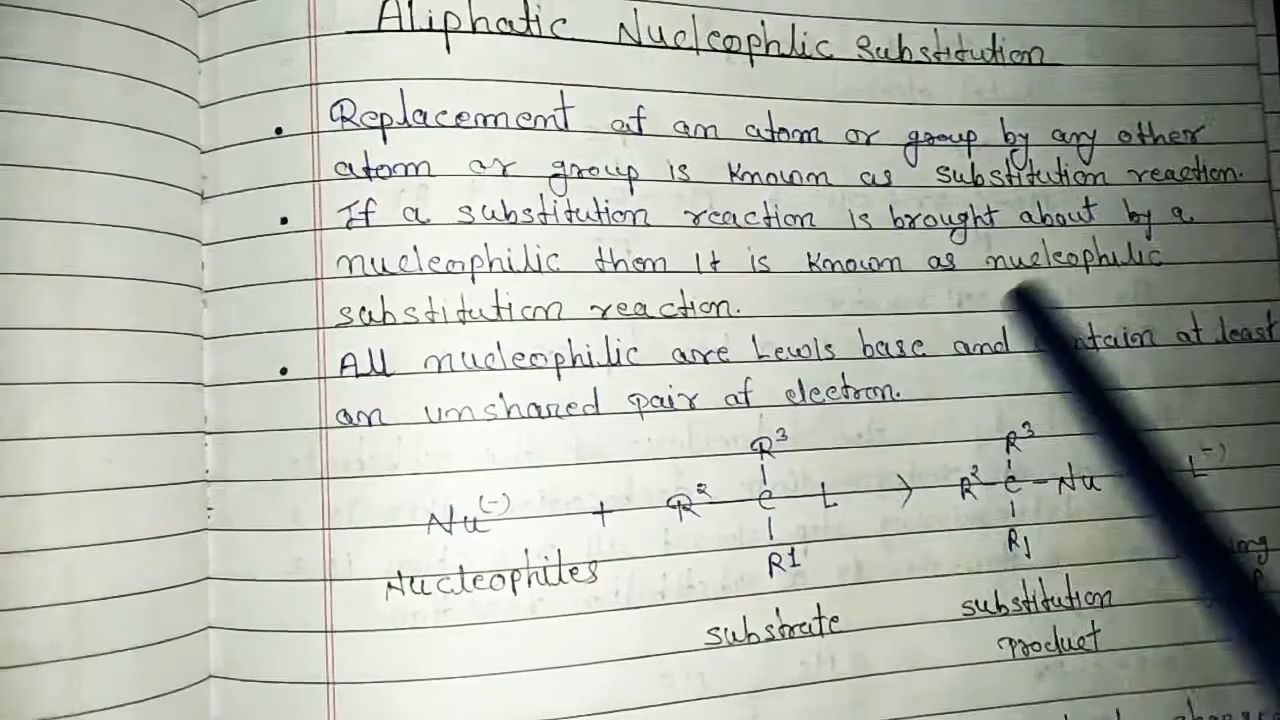 Aliphatic Nucleophlic Substitution
• Replacement of an atom or group by any other
atom or group is known as substitution reaction.
• If a substitution reaction is brought about by a
nucleophilic then It is known as nucleophilic
substitution reaction.
• All nucleophilic are Lewis base and at least
an unshared pair of electron.
R³ R³
Nu(-) + R² C L → R² C - Nu L(-)
R1 R1
Nucleophiles
substrate substitution
product